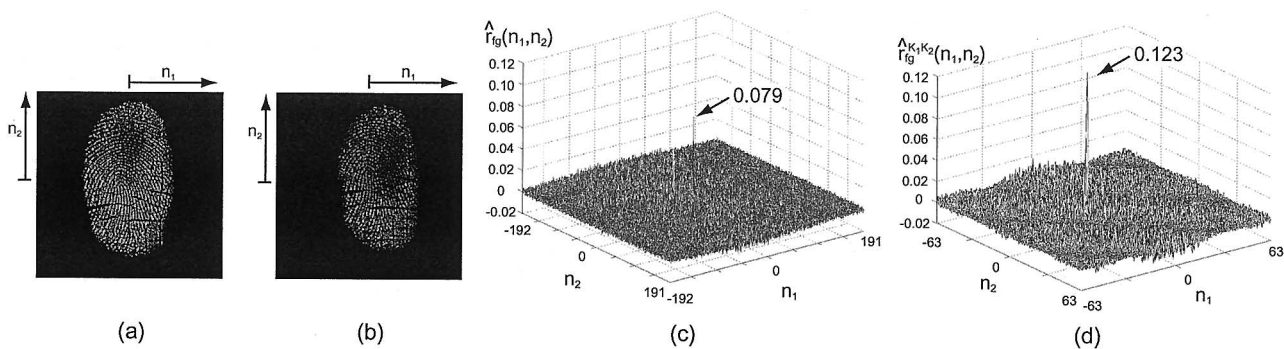 n₁
n₂
(a)
n₁
n₂
(b)
r̂fg(n₁,n₂)
0.12
0.10
0.08
0.06
0.04
0.02
0
-0.02
0.079
-192
0
191
n₂
-192
0
191
n₁
(c)
r̂fgᴷ¹ᴷ²(n₁,n₂)
0.12
0.10
0.08
0.06
0.04
0.02
0
-0.02
0.123
-63
0
63
n₂
-63
0
63
n₁
(d)